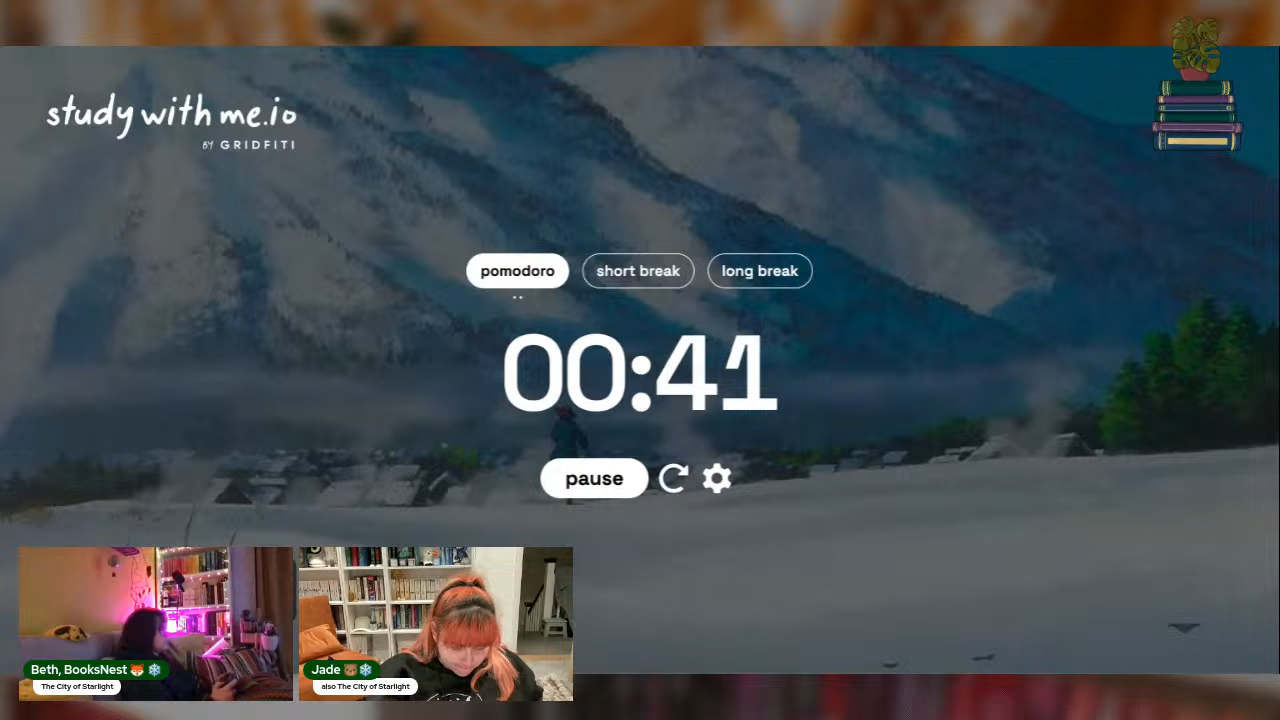 study with me.io
BY GRIDFITI
pomodoro
short break
long break
00:41
pause
Beth, BooksNest 🦊 ❄️
The City of Starlight
Jade 🐻❄️
also The City of Starlight